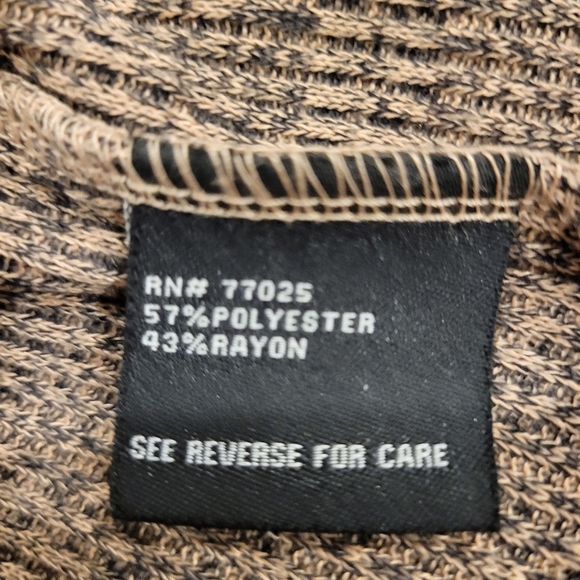 RN# 77025
57%POLYESTER
43%RAYON
SEE REVERSE FOR CARE